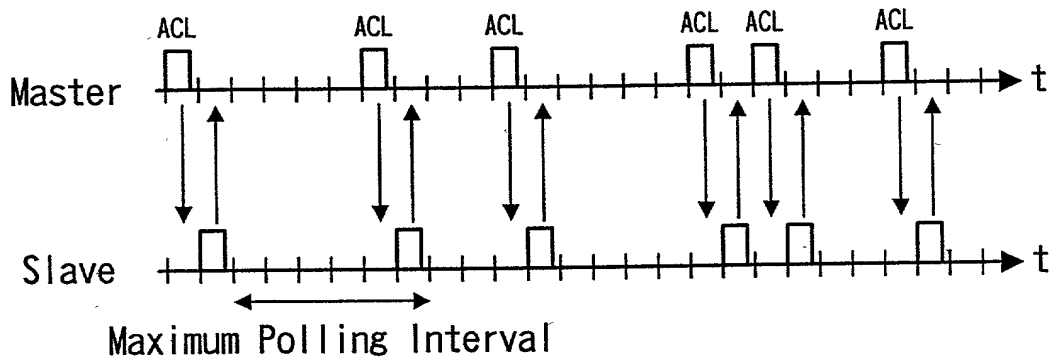 ACL ACL ACL ACL ACL ACL
Master t
Slave t
Maximum Polling Interval